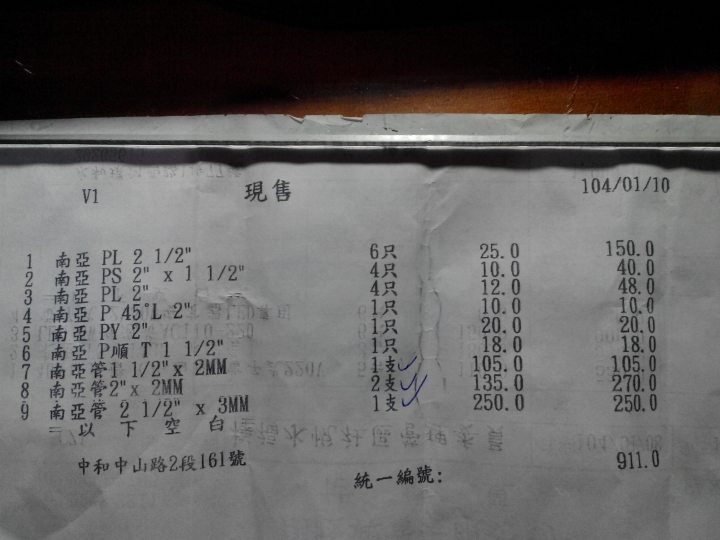 V1 現售 104/01/10
1 南亞 PL 2 1/2" 6只 25.0 150.0
2 南亞 PS 2" x 1 1/2" 4只 10.0 40.0
3 南亞 PL 2" 4只 12.0 48.0
4 南亞 P 45°L 2" 1只 10.0 10.0
5 南亞 PY 2" 1只 20.0 20.0
6 南亞 P順 T 1 1/2" 1只 18.0 18.0
7 南亞管1 1/2"x 2MM 1支 105.0 105.0
8 南亞管2"x 2MM 2支 135.0 270.0
9 南亞管 2 1/2" x 3MM 1支 250.0 250.0
= 以 下 空 白
中和中山路2段161號 911.0
統一編號: